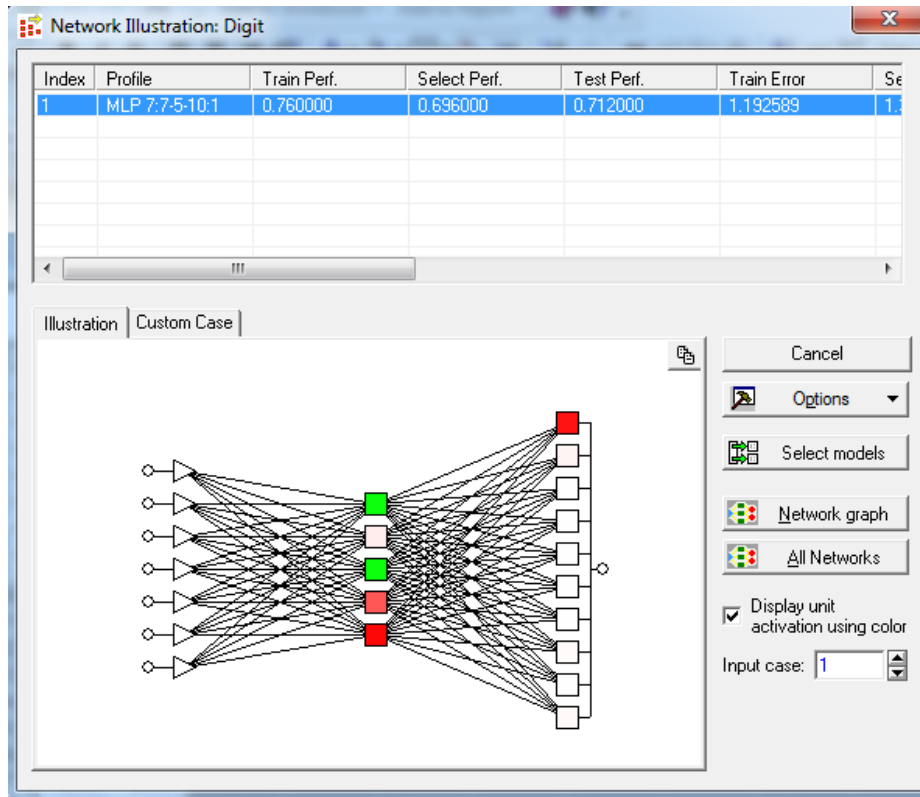 Network Illustration: Digit
Index Profile Train Perf. Select Perf. Test Perf. Train Error Se
1 MLP 7:7-5-10:1 0.760000 0.696000 0.712000 1.192589 1.
Illustration Custom Case
Cancel
Options
Select models
Network graph
All Networks
Display unit
activation using color
Input case: 1